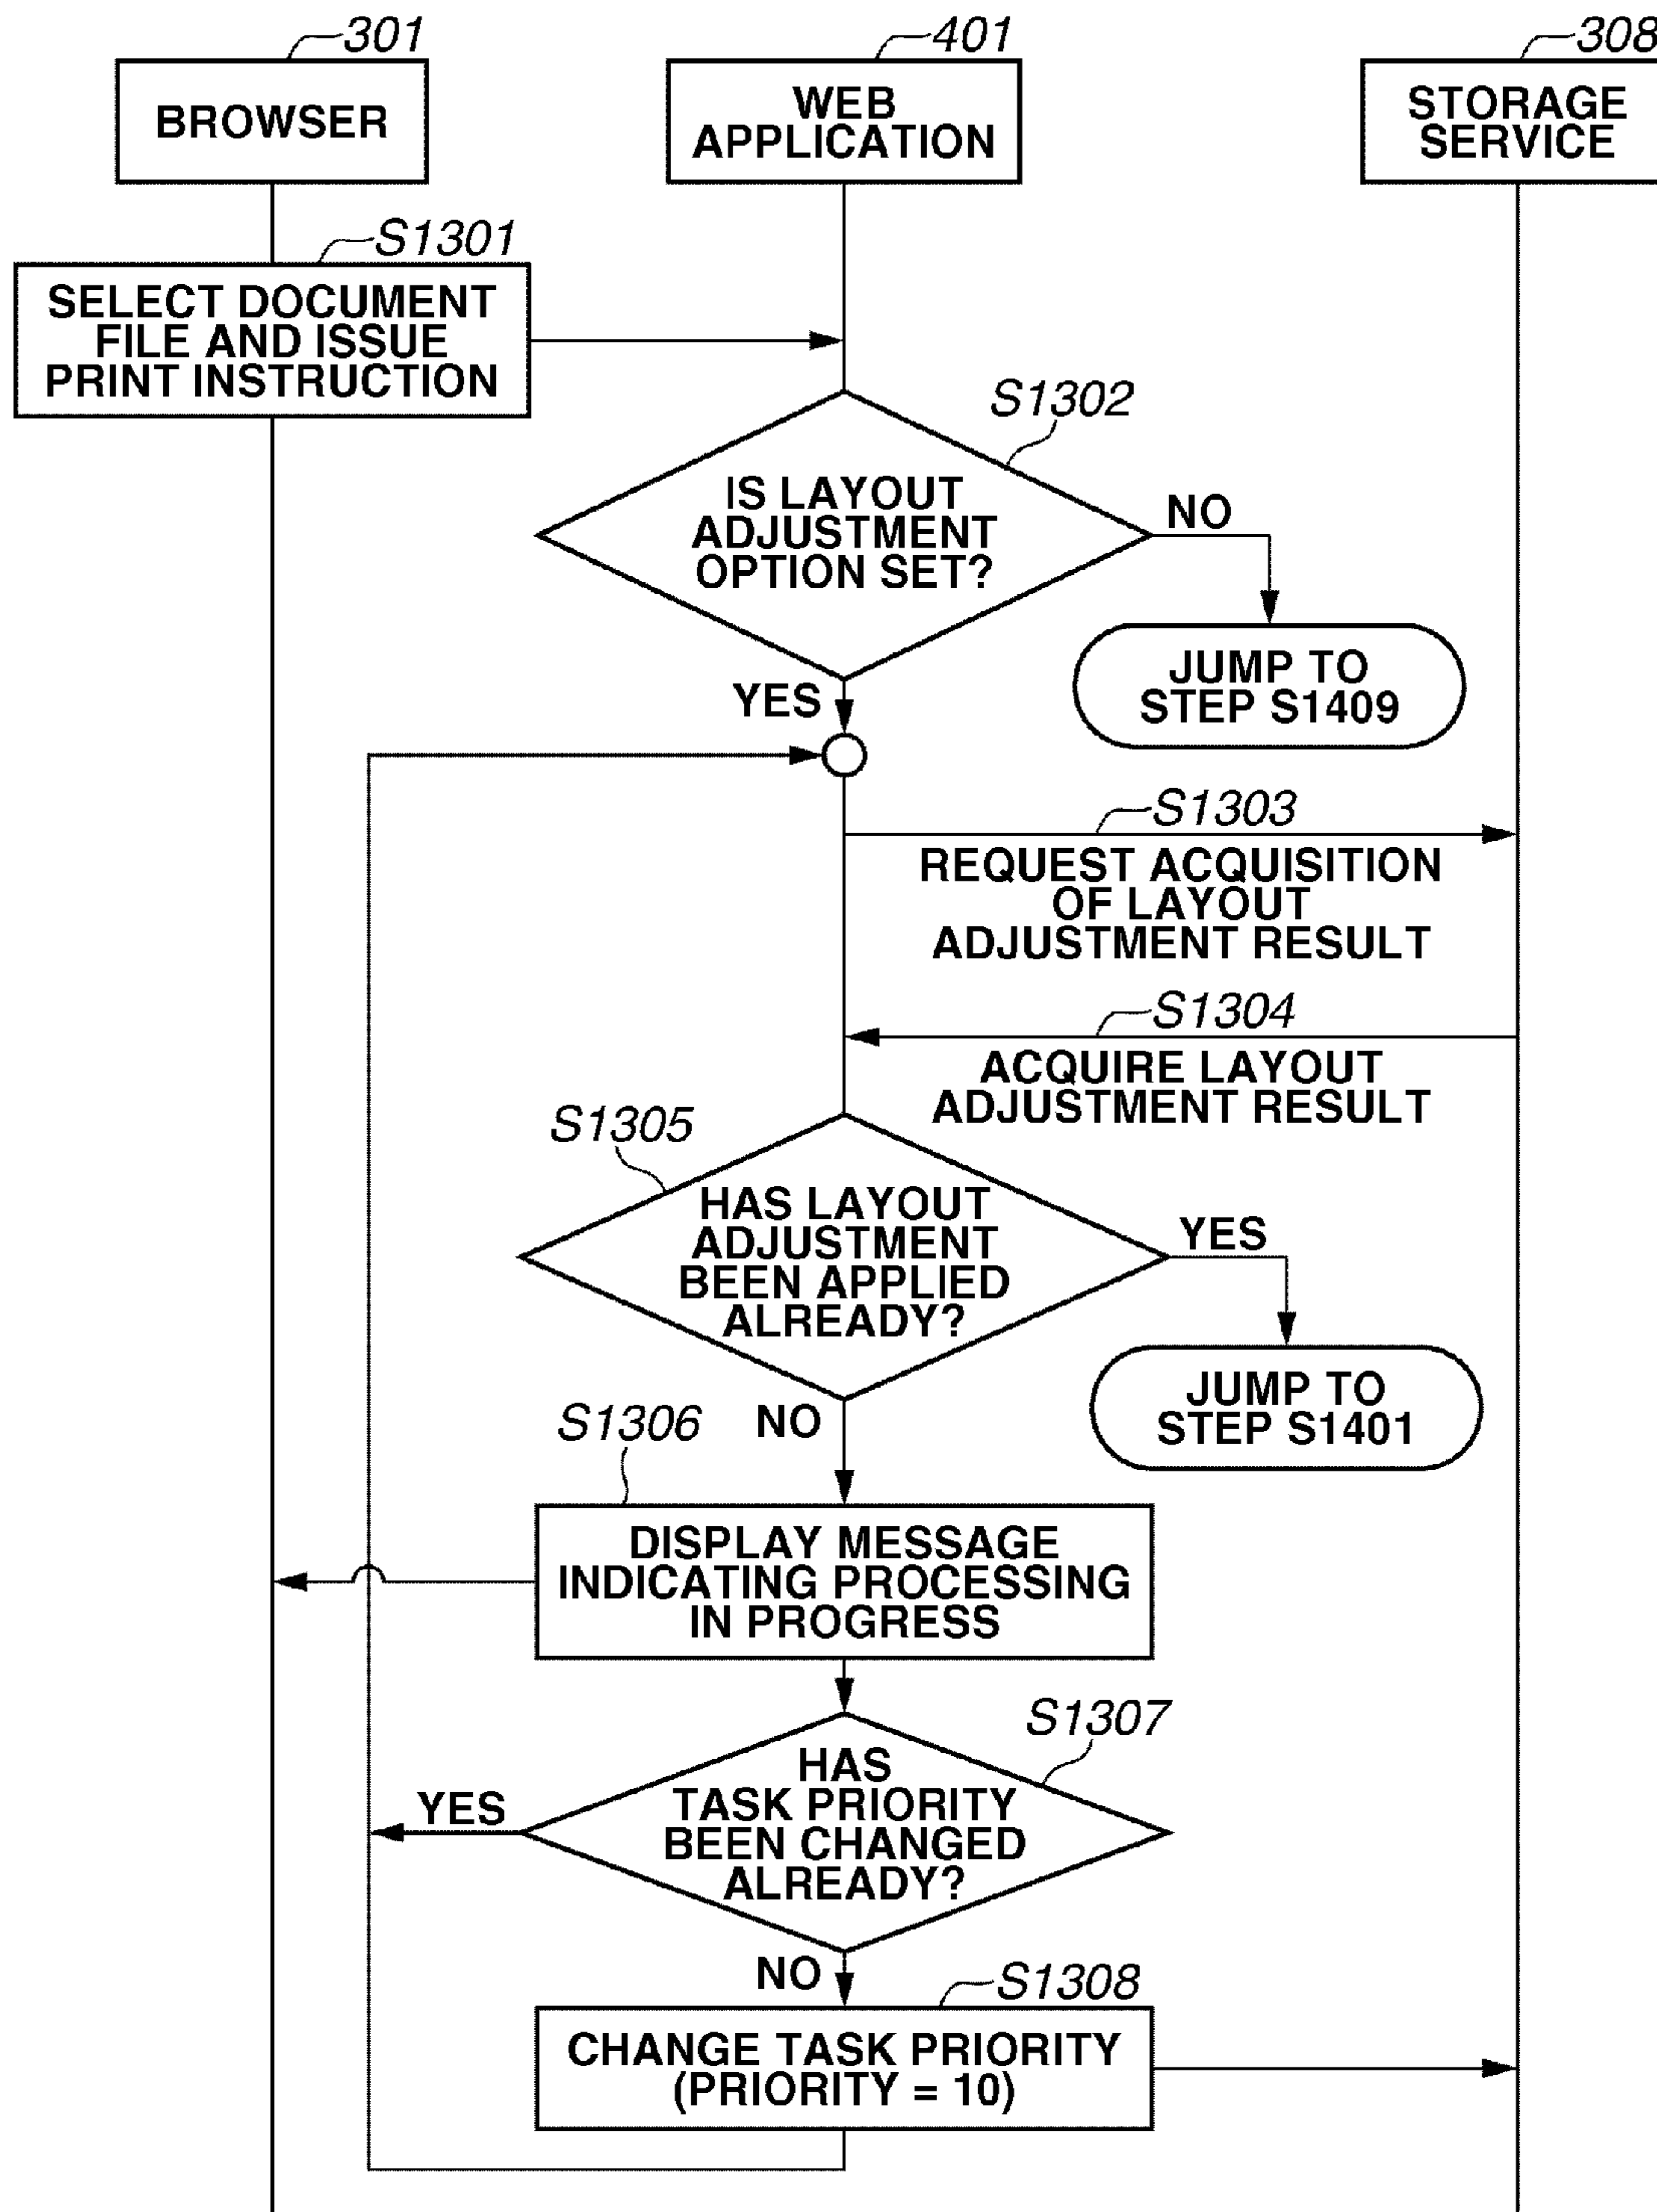 301
401
308
BROWSER
WEB
APPLICATION
STORAGE
SERVICE
S1301
SELECT DOCUMENT
FILE AND ISSUE
PRINT INSTRUCTION
S1302
IS LAYOUT
ADJUSTMENT
OPTION SET?
NO
JUMP TO
STEP S1409
YES
S1303
REQUEST ACQUISITION
OF LAYOUT
ADJUSTMENT RESULT
S1304
ACQUIRE LAYOUT
ADJUSTMENT RESULT
S1305
HAS LAYOUT
ADJUSTMENT
BEEN APPLIED
ALREADY?
YES
JUMP TO
STEP S1401
NO
S1306
DISPLAY MESSAGE
INDICATING PROCESSING
IN PROGRESS
S1307
HAS
TASK PRIORITY
BEEN CHANGED
ALREADY?
YES
NO
S1308
CHANGE TASK PRIORITY
(PRIORITY = 10)